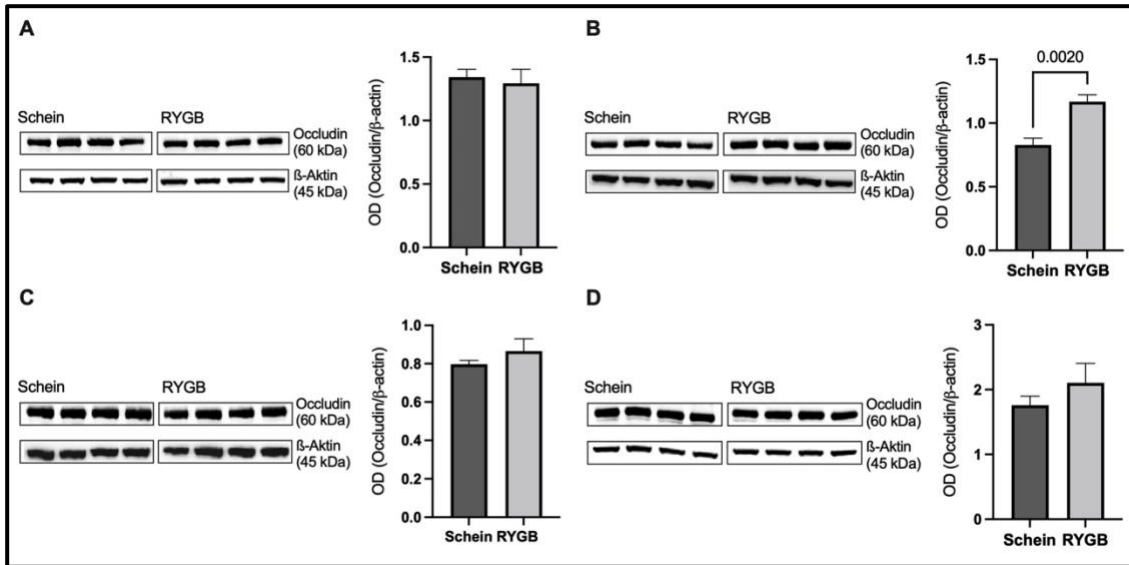 A
Schein RYGB
Occludin
(60 kDa)
ß-Aktin
(45 kDa)
OD (Occludin/β-actin)
1.5
1.0
0.5
0.0
Schein RYGB
B
Schein RYGB
Occludin
(60 kDa)
ß-Aktin
(45 kDa)
OD (Occludin/β-actin)
0.0020
1.5
1.0
0.5
0.0
Schein RYGB
C
Schein RYGB
Occludin
(60 kDa)
ß-Aktin
(45 kDa)
OD (Occludin/β-actin)
1.0
0.8
0.6
0.4
0.2
0.0
Schein RYGB
D
Schein RYGB
Occludin
(60 kDa)
ß-Aktin
(45 kDa)
OD (Occludin/β-actin)
3
2
1
0
Schein RYGB